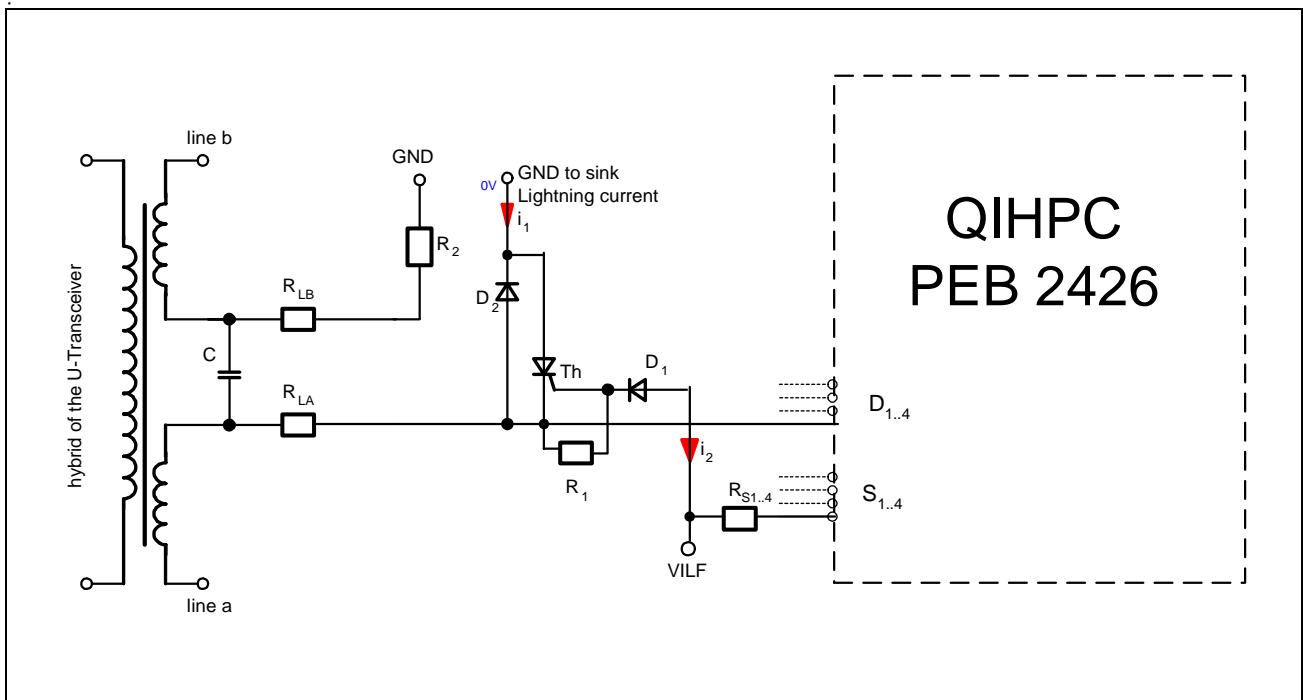 .
line b
GND
0V
GND to sink
Lightning current
i1
QIHPC
PEB 2426
hybrid of the U-Transceiver
R2
RLB
D2
C
Th
D1
RLA
D1..4
i2
R1
RS1..4
S1..4
VILF
line a